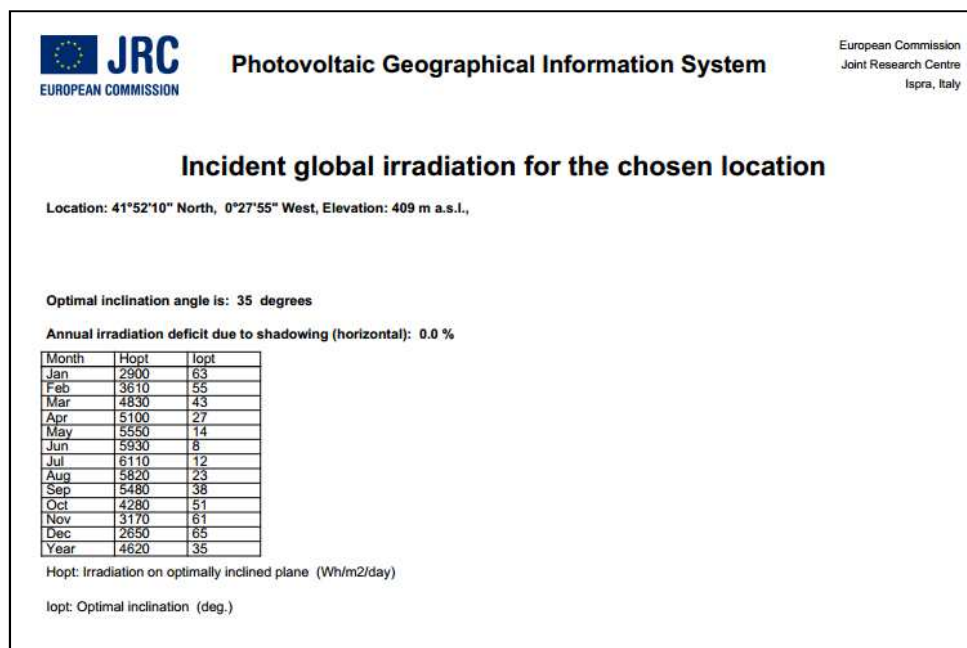 JRC
EUROPEAN COMMISSION
Photovoltaic Geographical Information System
European Commission
Joint Research Centre
Ispra, Italy
Incident global irradiation for the chosen location
Location: 41°52'10" North, 0°27'55" West, Elevation: 409 m a.s.l.,
Optimal inclination angle is: 35 degrees
Annual irradiation deficit due to shadowing (horizontal): 0.0 %
Month Hopt Iopt
Jan 2900 63
Feb 3610 55
Mar 4830 43
Apr 5100 27
May 5550 14
Jun 5930 8
Jul 6110 12
Aug 5820 23
Sep 5480 38
Oct 4280 51
Nov 3170 61
Dec 2650 65
Year 4620 35
Hopt: Irradiation on optimally inclined plane (Wh/m2/day)
Iopt: Optimal inclination (deg.)